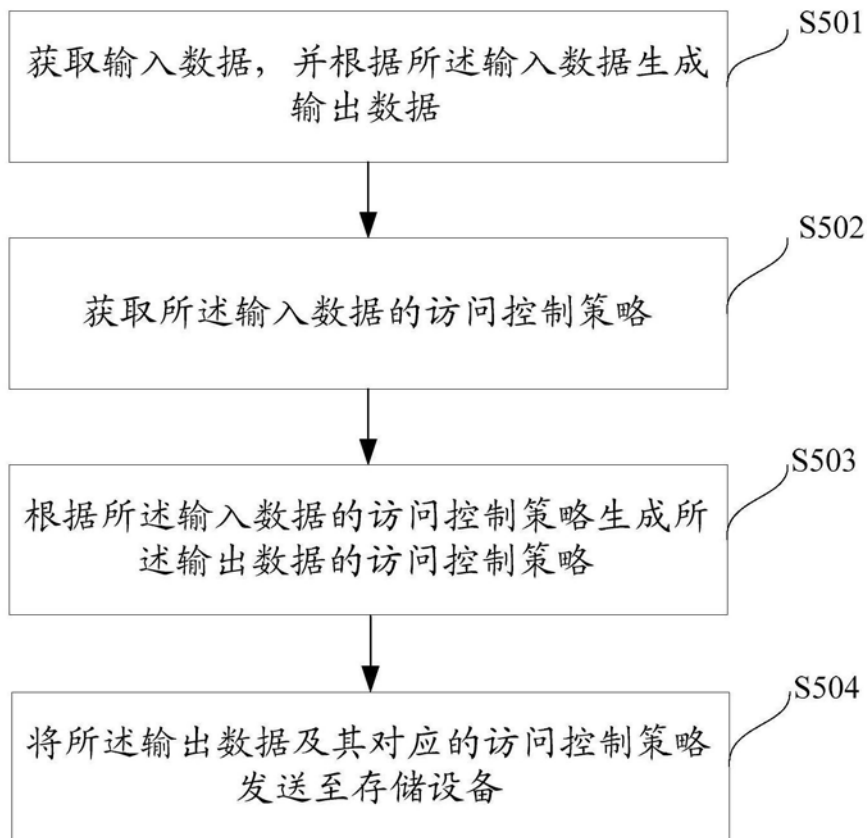 S501
获取输入数据，并根据所述输入数据生成
输出数据
S502
获取所述输入数据的访问控制策略
S503
根据所述输入数据的访问控制策略生成所
述输出数据的访问控制策略
S504
将所述输出数据及其对应的访问控制策略
发送至存储设备